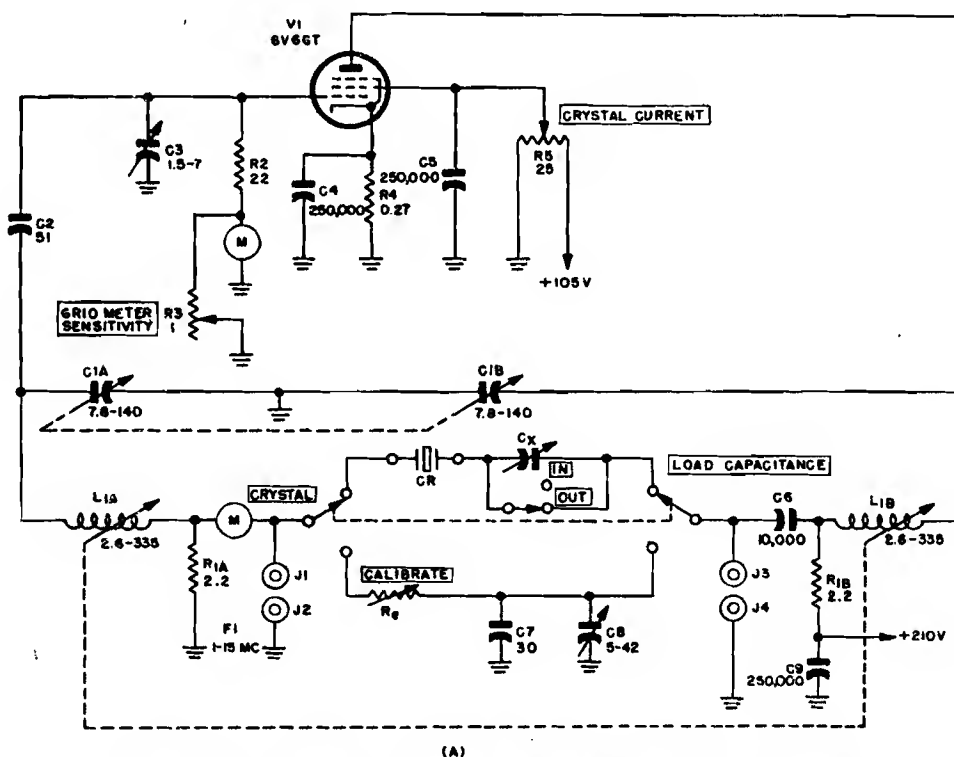 V1
6V6GT
C3
1.5-7
R2
22
C4
250,000
C5
250,000
R4
0.27
CRYSTAL CURRENT
R5
25
+105V
C2
51
M
GRID METER
SENSITIVITY
R3
1
C1A
7.8-140
C1B
7.8-140
CX
IN
OUT
CR
CRYSTAL
LOAD CAPACITANCE
L1A
2.6-335
M
C6
10,000
L1B
2.6-335
R1A
2.2
J1
J2
F1
1-15 MC
CALIBRATE
Re
C7
30
C8
5-42
J3
J4
R1B
2.2
+210V
C9
250,000
(A)